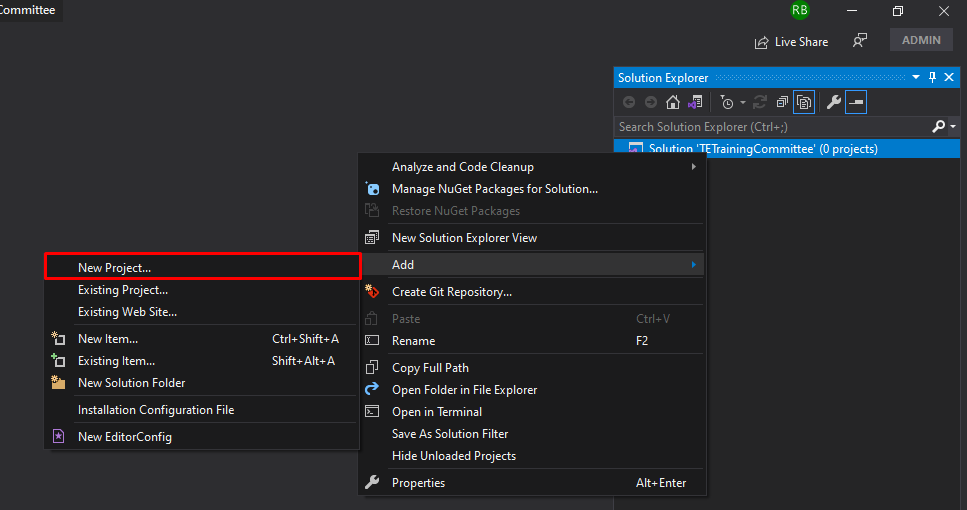 Committee
RB
Live Share
ADMIN
Solution Explorer
Search Solution Explorer (Ctrl+;)
Solution 'TETrainingCommittee' (0 projects)
Analyze and Code Cleanup
Manage NuGet Packages for Solution...
Restore NuGet Packages
New Solution Explorer View
Add
Create Git Repository...
Paste Ctrl+V
Rename F2
Copy Full Path
Open Folder in File Explorer
Open in Terminal
Save As Solution Filter
Hide Unloaded Projects
Properties Alt+Enter
New Project...
Existing Project...
Existing Web Site...
New Item... Ctrl+Shift+A
Existing Item... Shift+Alt+A
New Solution Folder
Installation Configuration File
New EditorConfig